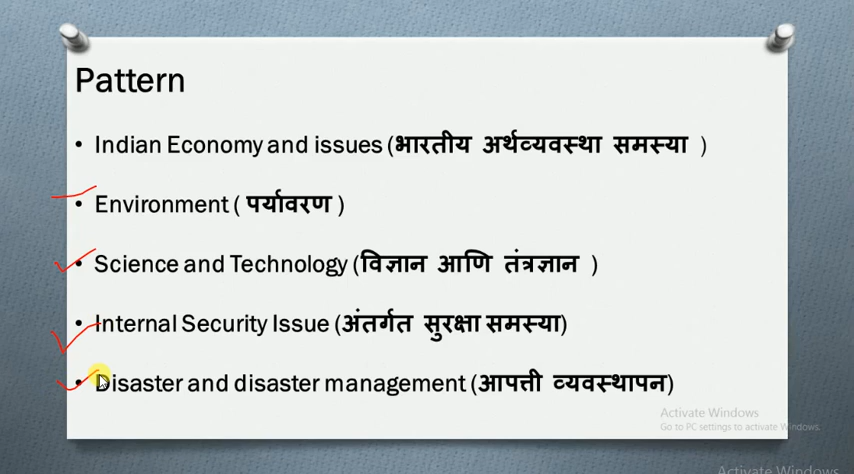 Pattern
• Indian Economy and issues (भारतीय अर्थव्यवस्था समस्या )
• Environment ( पर्यावरण )
• Science and Technology (विज्ञान आणि तंत्रज्ञान )
• Internal Security Issue (अंतर्गत सुरक्षा समस्या)
• Disaster and disaster management (आपत्ती व्यवस्थापन)
Activate Windows
Go to PC settings to activate Windows.
Activate Windows